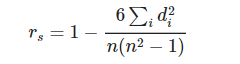 r_s = 1 - \frac{6 \sum_i d_i^2}{n(n^2 - 1)}